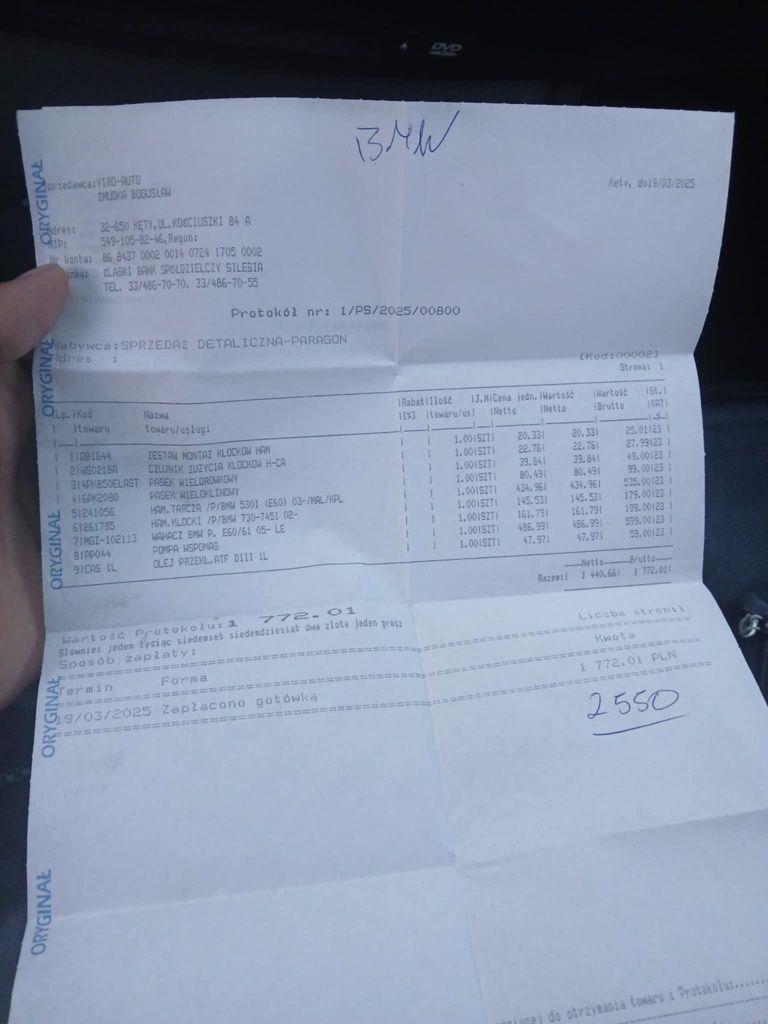 DVD
BMW
ORYGINAŁ
VIRO-AUTO
ŻMUDKA BOGUSŁAW
Kęty, dn19/03/2025
32-650 KĘTY,UL.KOŚCIUSZKI 84 A
NIP: 549-105-82-46,Regon:
Nr konta: 86 8437 0002 0014 0724 1705 0002
ŚLĄSKI BANK SPÓŁDZIELCZY SILESIA
TEL. 33/486-70-70, 33/486-70-55
Protokół nr: 1/PS/2025/00800
ORYGINAŁ
Nabywca:SPRZEDAŻ DETALICZNA-PARAGON
Adres :
[Kod:00002]
Strona: 1
Lp.|Kod Nazwa |Rabat|Ilość |J.M|Cena jedn.|Wartość |Wartość |St.|
| |towaru towaru/usługi |[%] |towaru/us| |Netto |Netto |Brutto |VAT|
| 1|QB1644 ZESTAW MONTAZ KLOCKOW HAM | | 1.00|SZT| 20.33| 20.33| 25.01|23 |
| 2|WS0218A CZUJNIK ZUŻYCIA KLOCKOW H-CA | | 1.00|SZT| 22.76| 22.76| 27.99|23 |
| 3|4PK850ELAST PASEK WIELOROWKOWY | | 1.00|SZT| 39.84| 39.84| 49.00|23 |
| 4|6PK2080 PASEK WIELOKLINOWY | | 1.00|SZT| 80.49| 80.49| 99.00|23 |
| 5|241056 HAM.TARCZA /P/BMW 530I (E60) 03-/MAL/KPL | | 1.00|SZT| 434.96| 434.96| 535.00|23 |
| 6|261785 HAM.KLOCKI /P/BMW 730-745I 02- | | 1.00|SZT| 145.53| 145.53| 179.00|23 |
| 7|MGZ-102113 WAHACZ BMW P. E60/61 05- LE | | 1.00|SZT| 161.79| 161.79| 199.00|23 |
| 8|PP044 POMPA WSPOMAG | | 1.00|SZT| 486.99| 486.99| 599.00|23 |
| 9|CAS 1L OLEJ PRZEKŁ.ATF DIII 1L | | 1.00|SZT| 47.97| 47.97| 59.00|23 |
ORYGINAŁ
Netto Brutto
Razem:| 1 440.66| 1 772.01|
Wartość Protokołu:1 772.01
Słownie: jeden tysiąc siedemset siedemdziesiat dwa złote jeden grosz
Liczba stron:1
Sposób zapłaty:
Termin Forma Kwota
19/03/2025 Zapłacono gotówką 1 772.01 PLN
ORYGINAŁ
2550
ORYGINAŁ
do otrzymania towaru i Protokołu: